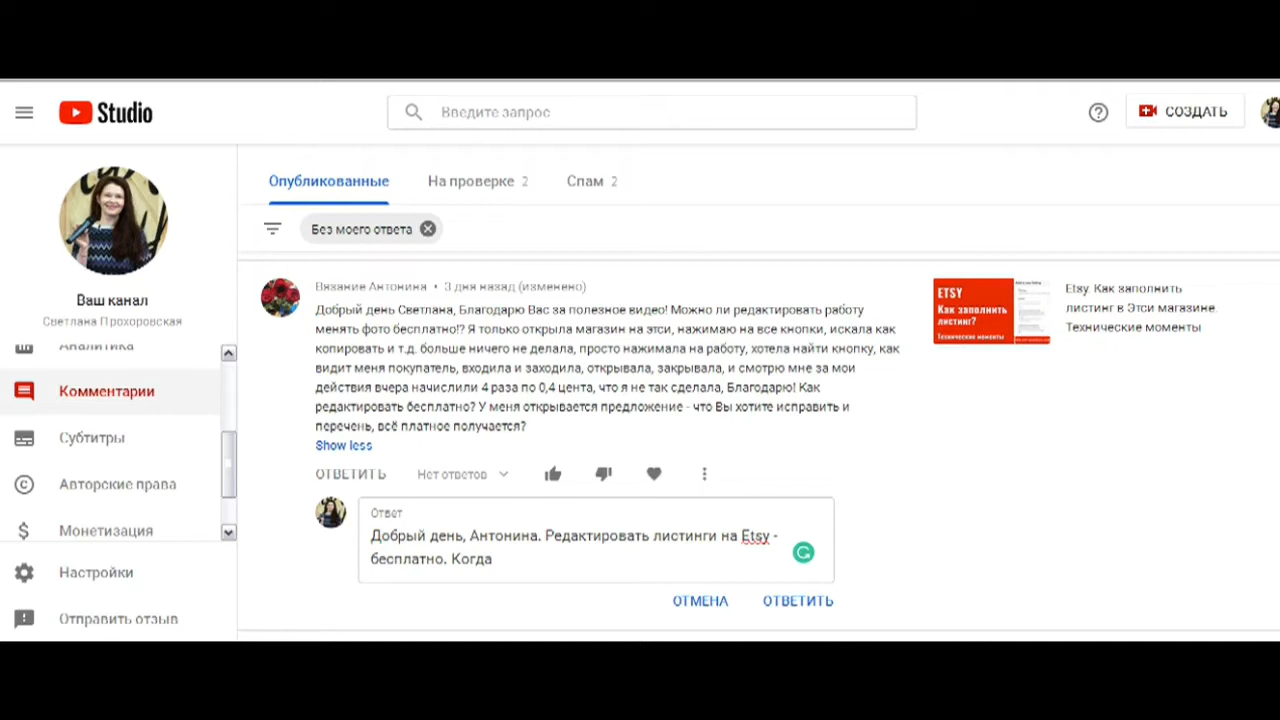 Studio
Введите запрос
СОЗДАТЬ
Ваш канал
Светлана Прохоровская
Аналитика
Комментарии
Субтитры
Авторские права
Монетизация
Настройки
Отправить отзыв
Опубликованные
На проверке 2
Спам 2
Без моего ответа
Вязание Антонина • 3 дня назад (изменено)
Добрый день Светлана, Благодарю Вас за полезное видео! Можно ли редактировать работу
менять фото бесплатно!? Я только открыла магазин на этси, нажимаю на все кнопки, искала как
копировать и т.д. больше ничего не делала, просто нажимала на работу, хотела найти кнопку, как
видит меня покупатель, входила и заходила, открывала, закрывала, и смотрю мне за мои
действия вчера начислили 4 раза по 0,4 цента, что я не так сделала, Благодарю! Как
редактировать бесплатно? У меня открывается предложение - что Вы хотите исправить и
перечень, всё платное получается?
Show less
ОТВЕТИТЬ
Нет ответов
Ответ
Добрый день, Антонина. Редактировать листинги на Etsy -
бесплатно. Когда
ОТМЕНА
ОТВЕТИТЬ
ETSY
Как заполнить
листинг?
Технические моменты
Etsy. Как заполнить
листинг в Этси магазине.
Технические моменты